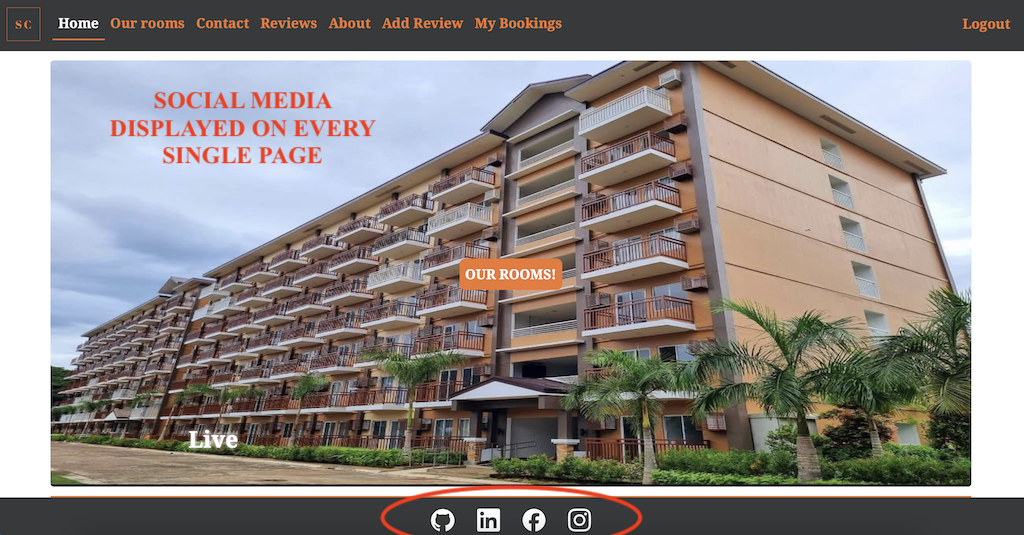 SC
Home
Our rooms
Contact
Reviews
About
Add Review
My Bookings
Logout
SOCIAL MEDIA
DISPLAYED ON EVERY
SINGLE PAGE
OUR ROOMS!
Live
in